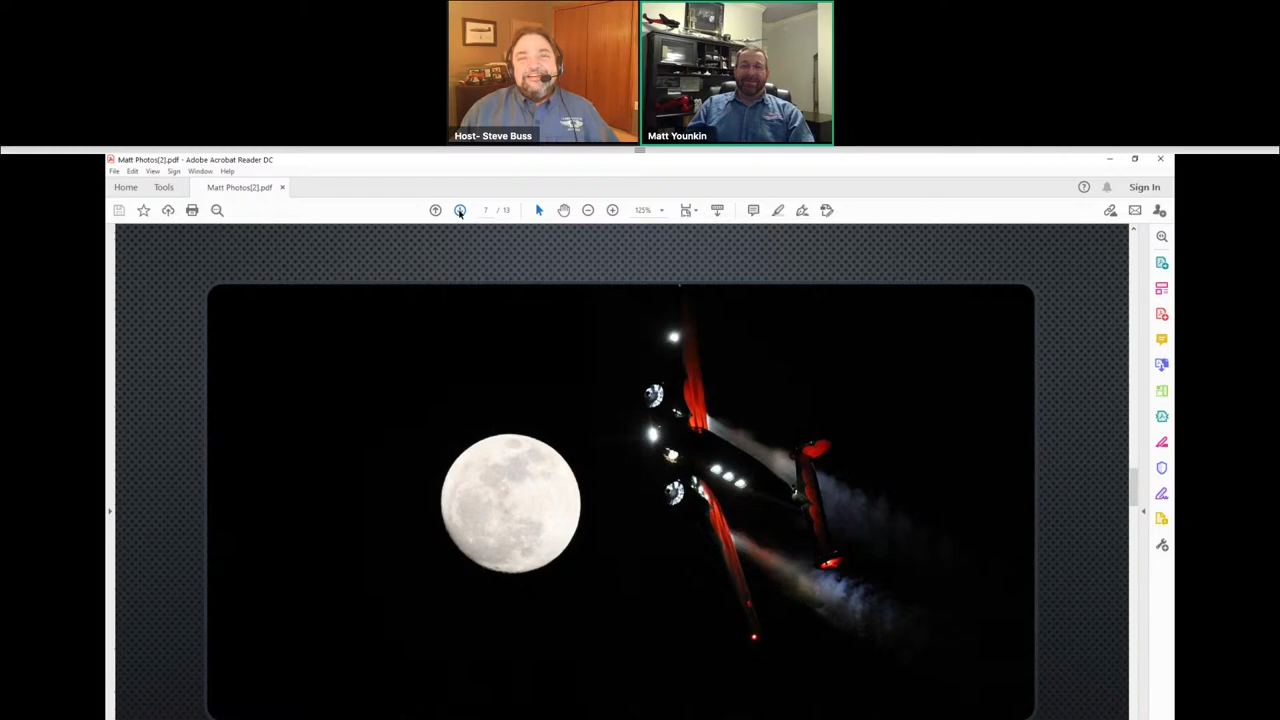 Host- Steve Buss
Matt Younkin
Matt Photos[2].pdf - Adobe Acrobat Reader DC
File Edit View Sign Window Help
Home Tools Matt Photos[2].pdf × Sign In
7 / 13 125%